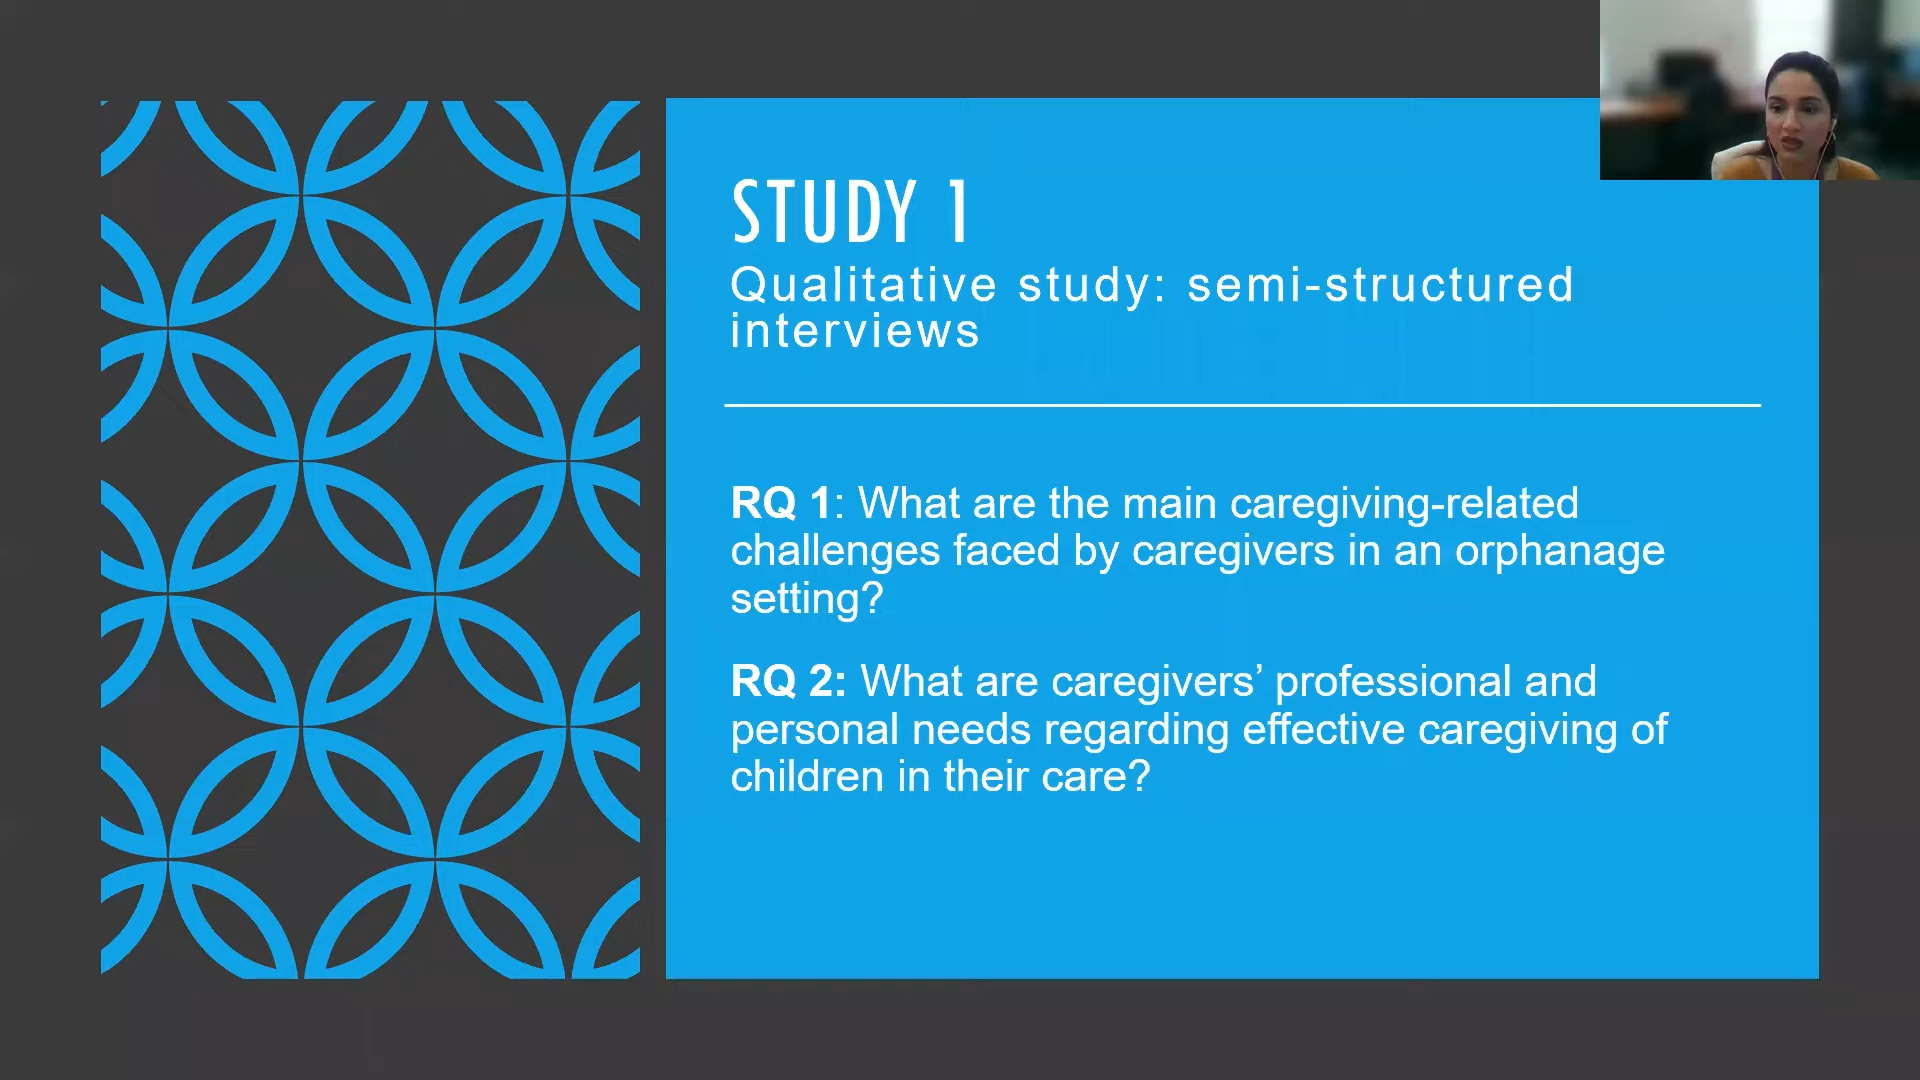 STUDY 1
Qualitative study: semi-structured
interviews
RQ 1: What are the main caregiving-related
challenges faced by caregivers in an orphanage
setting?
RQ 2: What are caregivers’ professional and
personal needs regarding effective caregiving of
children in their care?